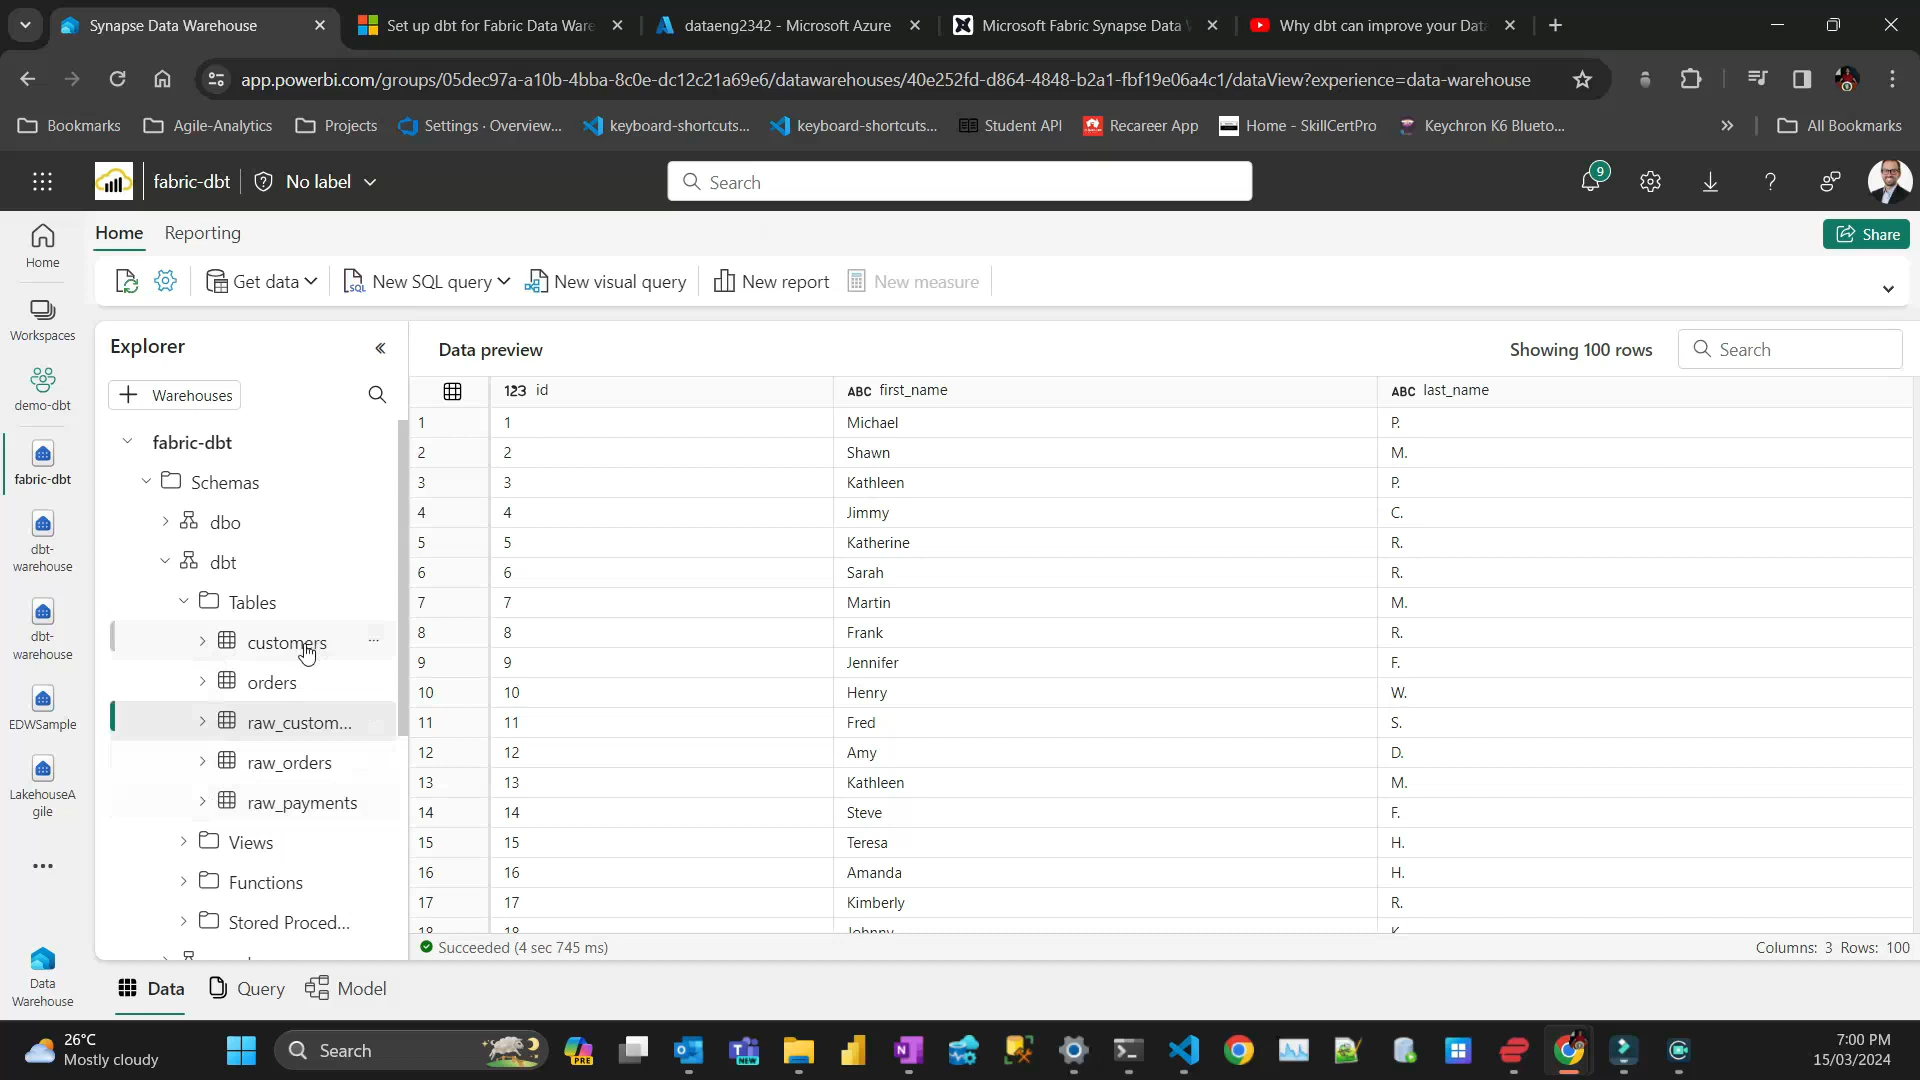 Synapse Data Warehouse
Set up dbt for Fabric Data Ware
dataeng2342 - Microsoft Azure
Microsoft Fabric Synapse Data
Why dbt can improve your Dat
app.powerbi.com/groups/05dec97a-a10b-4bba-8c0e-dc12c21a69e6/datawarehouses/40e252fd-d864-4848-b2a1-fbf19e06a4c1/dataView?experience=data-warehouse
Bookmarks
Agile-Analytics
Projects
Settings · Overview...
keyboard-shortcuts...
keyboard-shortcuts...
Student API
Recareer App
Home - SkillCertPro
Keychron K6 Blueto...
All Bookmarks
fabric-dbt
No label
Search
9
Home
Reporting
Share
Get data
SQL
New SQL query
New visual query
New report
New measure
Home
Workspaces
demo-dbt
fabric-dbt
dbt-
warehouse
dbt-
warehouse
EDWSample
LakehouseA
gile
Data
Warehouse
Explorer
Warehouses
fabric-dbt
Schemas
dbo
dbt
Tables
customers
orders
raw_custom...
raw_orders
raw_payments
Views
Functions
Stored Proced...
Data preview
Showing 100 rows
Search
123 id ABC first_name ABC last_name
1 1 Michael P.
2 2 Shawn M.
3 3 Kathleen P.
4 4 Jimmy C.
5 5 Katherine R.
6 6 Sarah R.
7 7 Martin M.
8 8 Frank R.
9 9 Jennifer F.
10 10 Henry W.
11 11 Fred S.
12 12 Amy D.
13 13 Kathleen M.
14 14 Steve F.
15 15 Teresa H.
16 16 Amanda H.
17 17 Kimberly R.
18 18 Johnny K.
Succeeded (4 sec 745 ms)
Columns: 3 Rows: 100
Data
Query
Model
26°C
Mostly cloudy
Search
PRE
NEW
7:00 PM
15/03/2024